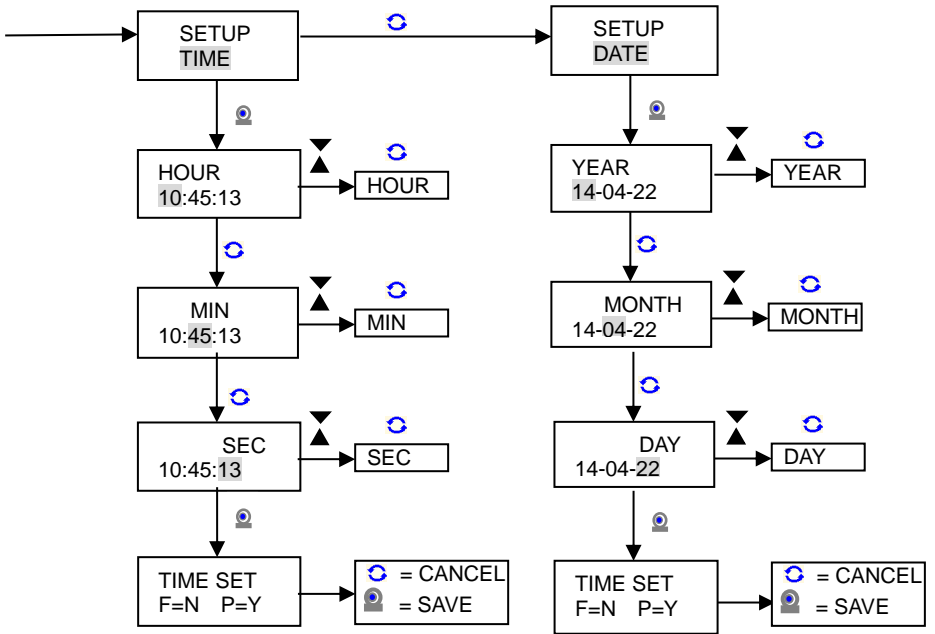 SETUP
TIME
HOUR
10:45:13
HOUR
MIN
10:45:13
MIN
SEC
10:45:13
SEC
TIME SET
F=N P=Y
= CANCEL
= SAVE
SETUP
DATE
YEAR
14-04-22
YEAR
MONTH
14-04-22
MONTH
DAY
14-04-22
DAY
TIME SET
F=N P=Y
= CANCEL
= SAVE